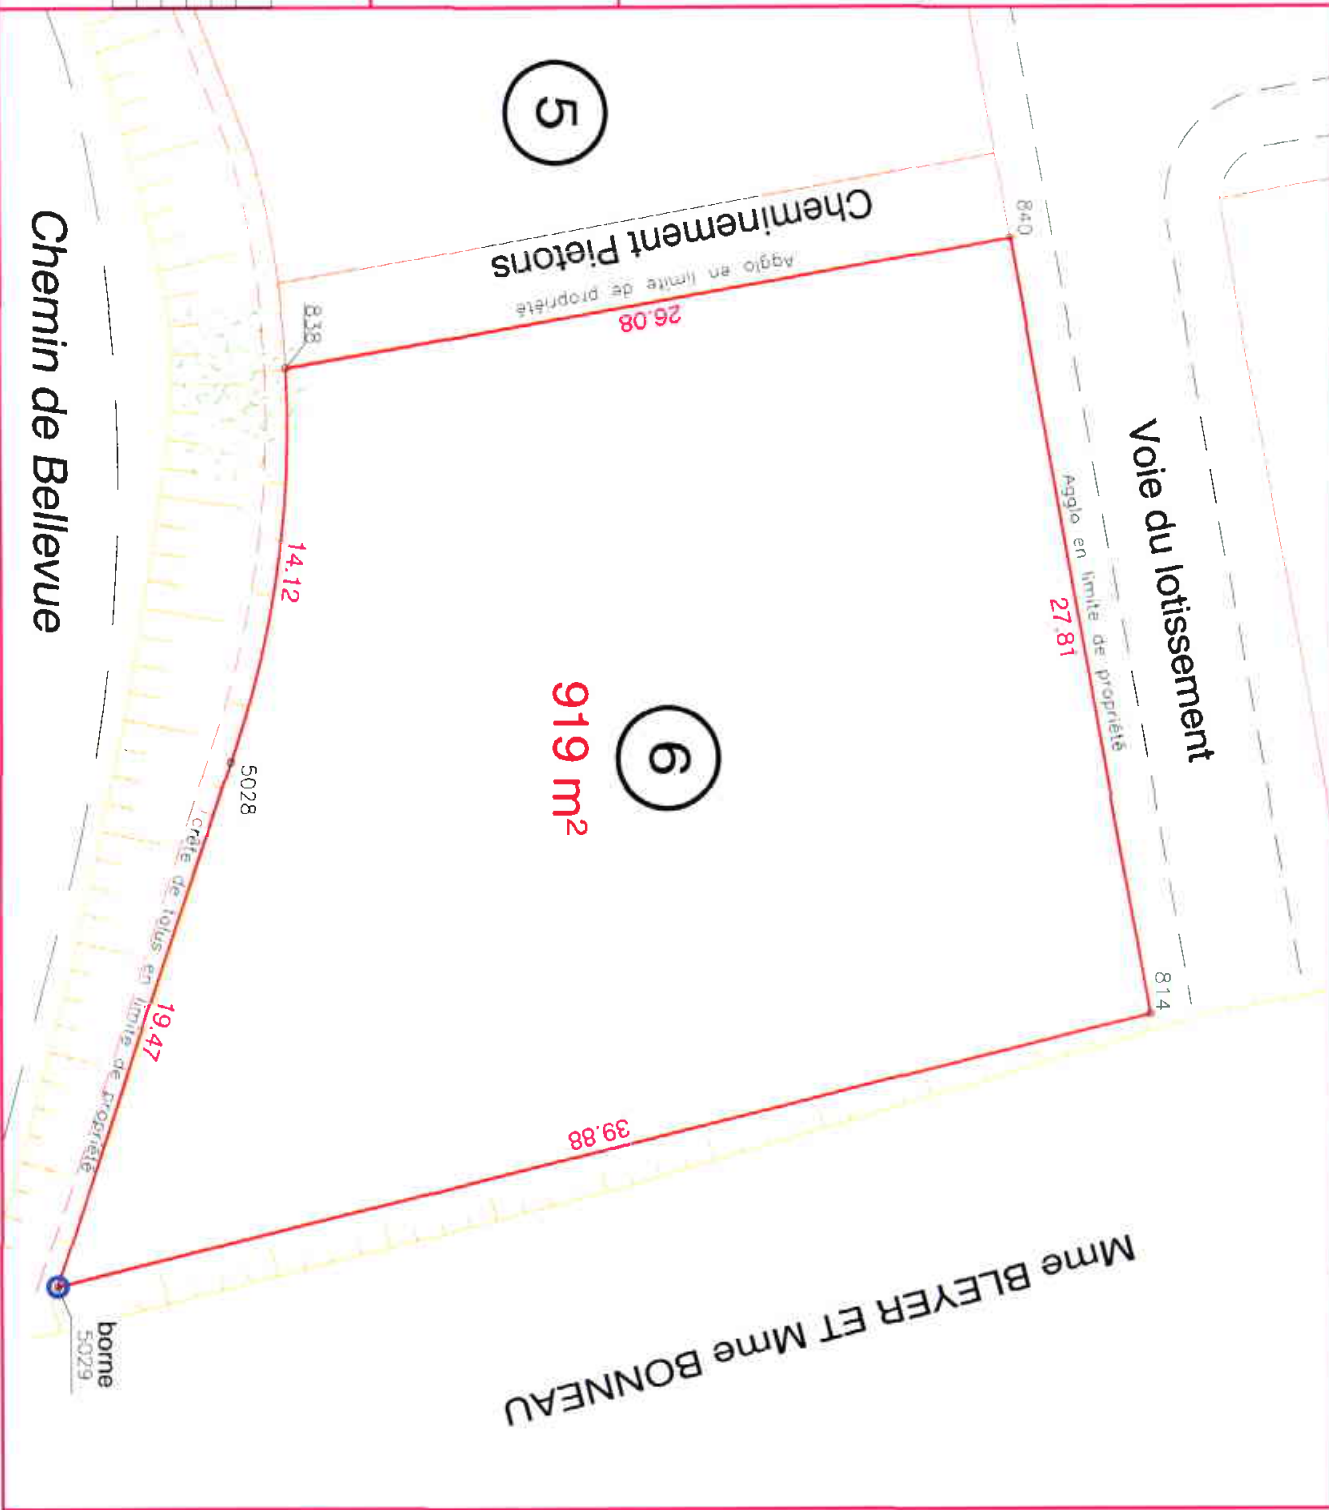 5
Cheminement Pietons
Agglo en limite de propriété
26.08
840
838
Voie du lotissement
Agglo en limite de propriété
27.81
814
Chemin de Bellevue
14.12
6
919 m²
5028
crête de talus en limite de propriété
19.47
39.88
Mme BLEYER ET Mme BONNEAU
borne
5029